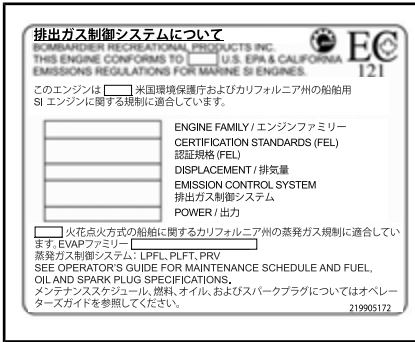 排出ガス制御システムについて
BOMBARDIER RECREATIONAL PRODUCTS INC.
THIS ENGINE CONFORMS TO U.S. EPA & CALIFORNIA
EMISSIONS REGULATIONS FOR MARINE SI ENGINES.
EC
121
このエンジンは 米国環境保護庁およびカリフォルニア州の船舶用
SI エンジンに関する規制に適合しています。
ENGINE FAMILY / エンジンファミリー
CERTIFICATION STANDARDS (FEL)
認証規格 (FEL)
DISPLACEMENT / 排気量
EMISSION CONTROL SYSTEM
排出ガス制御システム
POWER / 出力
火花点火方式の船舶に関するカリフォルニア州の蒸発ガス規制に適合してい
ます。EVAPファミリー
蒸発ガス制御システム: LPFL, PLFT, PRV
SEE OPERATOR'S GUIDE FOR MAINTENANCE SCHEDULE AND FUEL,
OIL AND SPARK PLUG SPECIFICATIONS.
メンテナンススケジュール、燃料、オイル、およびスパークプラグについてはオペレー
ターズガイドを参照してください。
219905172